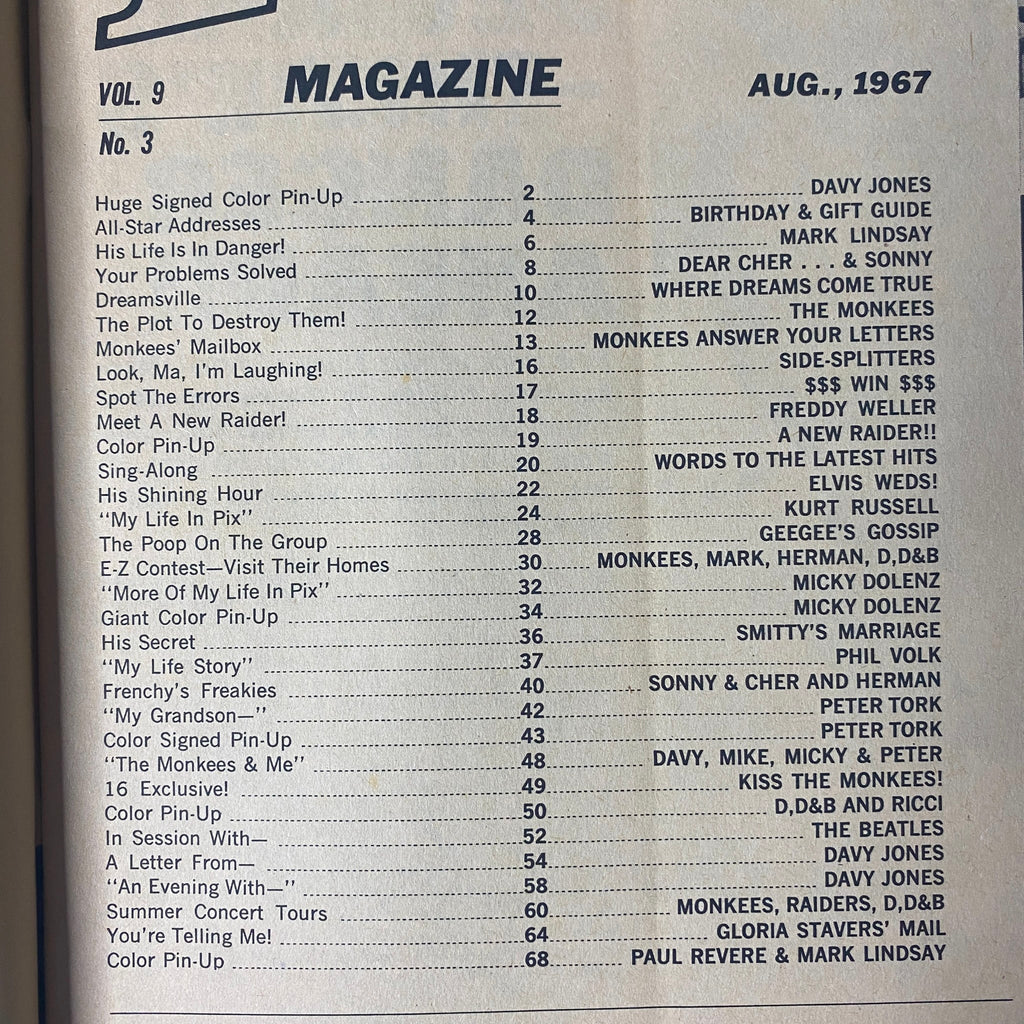 VOL. 9 MAGAZINE AUG., 1967
No. 3
Huge Signed Color Pin-Up 2 DAVY JONES
All-Star Addresses 4 BIRTHDAY & GIFT GUIDE
His Life Is In Danger! 6 MARK LINDSAY
Your Problems Solved 8 DEAR CHER . . . & SONNY
Dreamsville 10 WHERE DREAMS COME TRUE
The Plot To Destroy Them! 12 THE MONKEES
Monkees' Mailbox 13 MONKEES ANSWER YOUR LETTERS
Look, Ma, I'm Laughing! 16 SIDE-SPLITTERS
Spot The Errors 17 $$$ WIN $$$
Meet A New Raider! 18 FREDDY WELLER
Color Pin-Up 19 A NEW RAIDER!!
Sing-Along 20 WORDS TO THE LATEST HITS
His Shining Hour 22 ELVIS WEDS!
"My Life In Pix" 24 KURT RUSSELL
The Poop On The Group 28 GEEGEE'S GOSSIP
E-Z Contest—Visit Their Homes 30 MONKEES, MARK, HERMAN, D,D&B
"More Of My Life In Pix" 32 MICKY DOLENZ
Giant Color Pin-Up 34 MICKY DOLENZ
His Secret 36 SMITTY'S MARRIAGE
"My Life Story" 37 PHIL VOLK
Frenchy's Freakies 40 SONNY & CHER AND HERMAN
"My Grandson—" 42 PETER TORK
Color Signed Pin-Up 43 PETER TORK
"The Monkees & Me" 48 DAVY, MIKE, MICKY & PETER
16 Exclusive! 49 KISS THE MONKEES!
Color Pin-Up 50 D,D&B AND RICCI
In Session With— 52 THE BEATLES
A Letter From— 54 DAVY JONES
"An Evening With—" 58 DAVY JONES
Summer Concert Tours 60 MONKEES, RAIDERS, D,D&B
You're Telling Me! 64 GLORIA STAVERS' MAIL
Color Pin-Up 68 PAUL REVERE & MARK LINDSAY